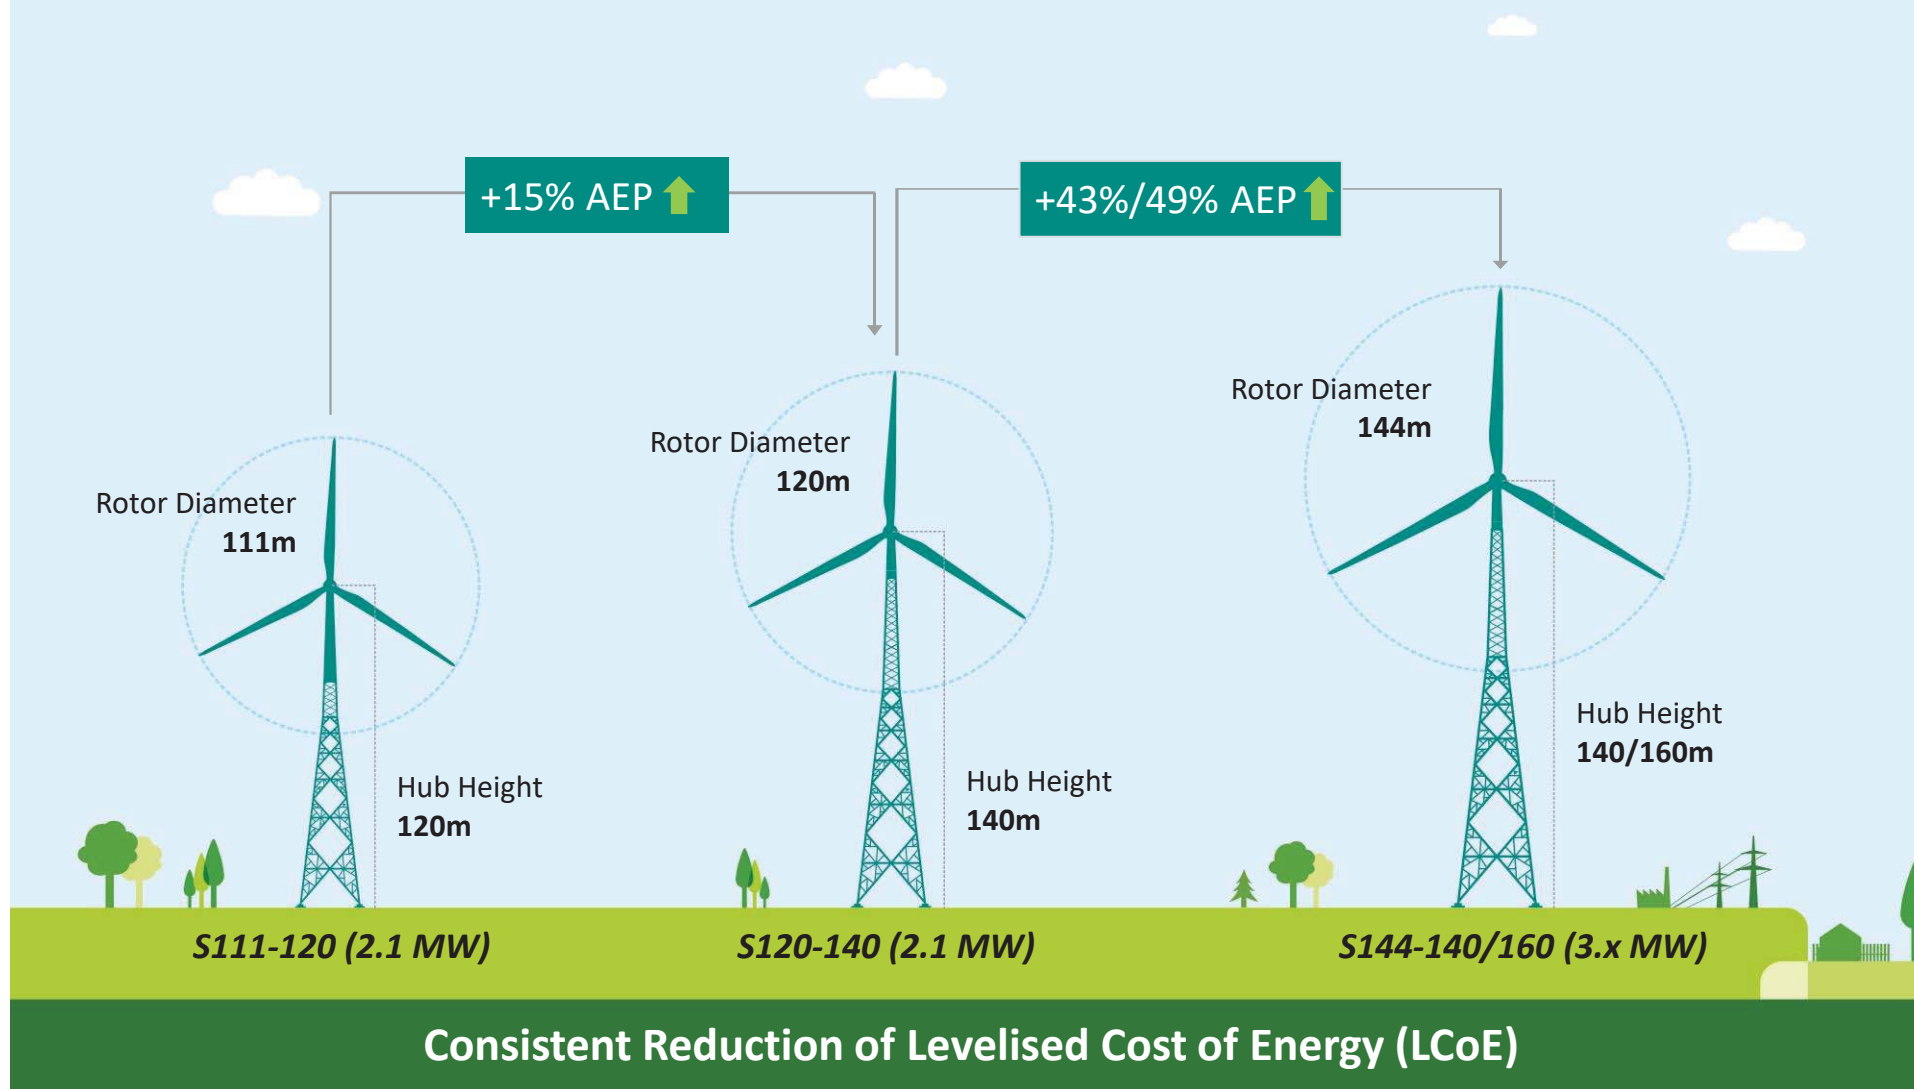 +15% AEP
+43%/49% AEP
Rotor Diameter
111m
Hub Height
120m
Rotor Diameter
120m
Hub Height
140m
Rotor Diameter
144m
Hub Height
140/160m
S111-120 (2.1 MW)
S120-140 (2.1 MW)
S144-140/160 (3.x MW)
Consistent Reduction of Levelised Cost of Energy (LCoE)